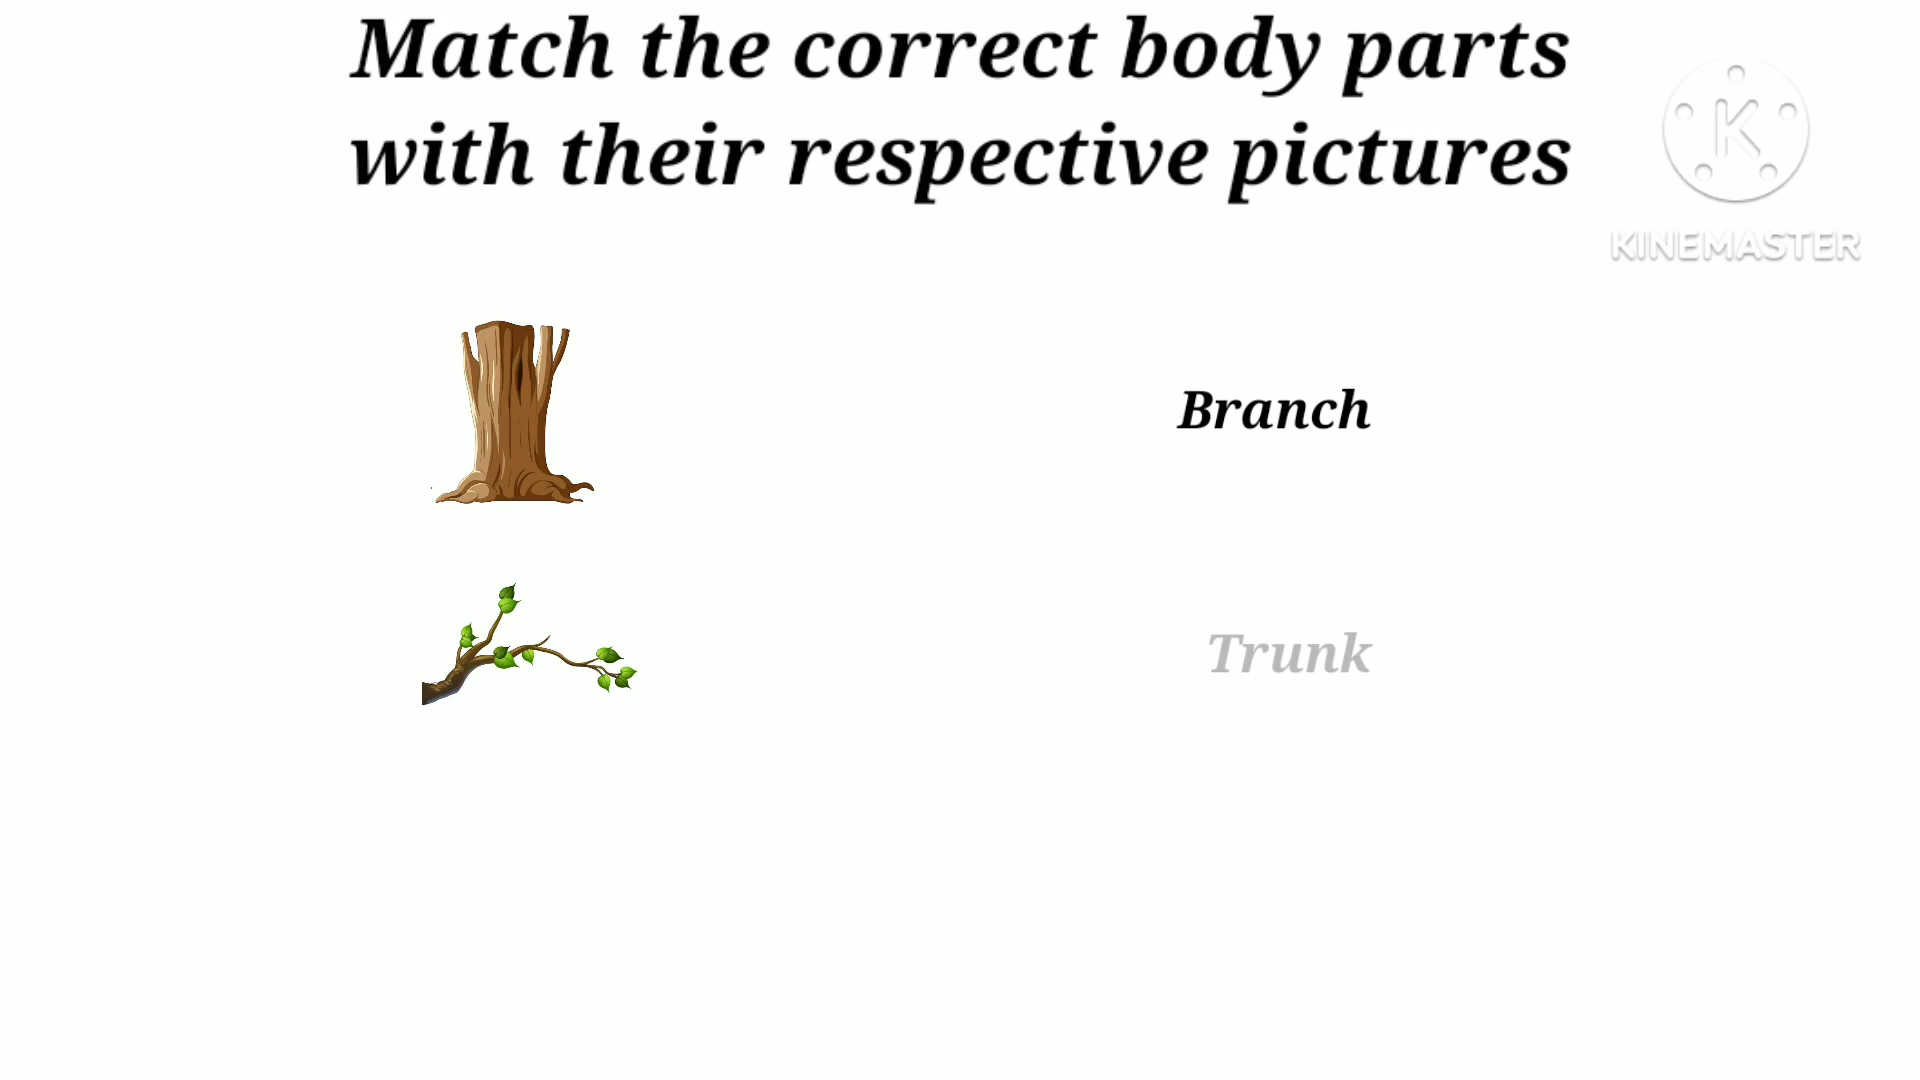 Match the correct body parts
with their respective pictures
K
KINEMASTER
Branch
Trunk